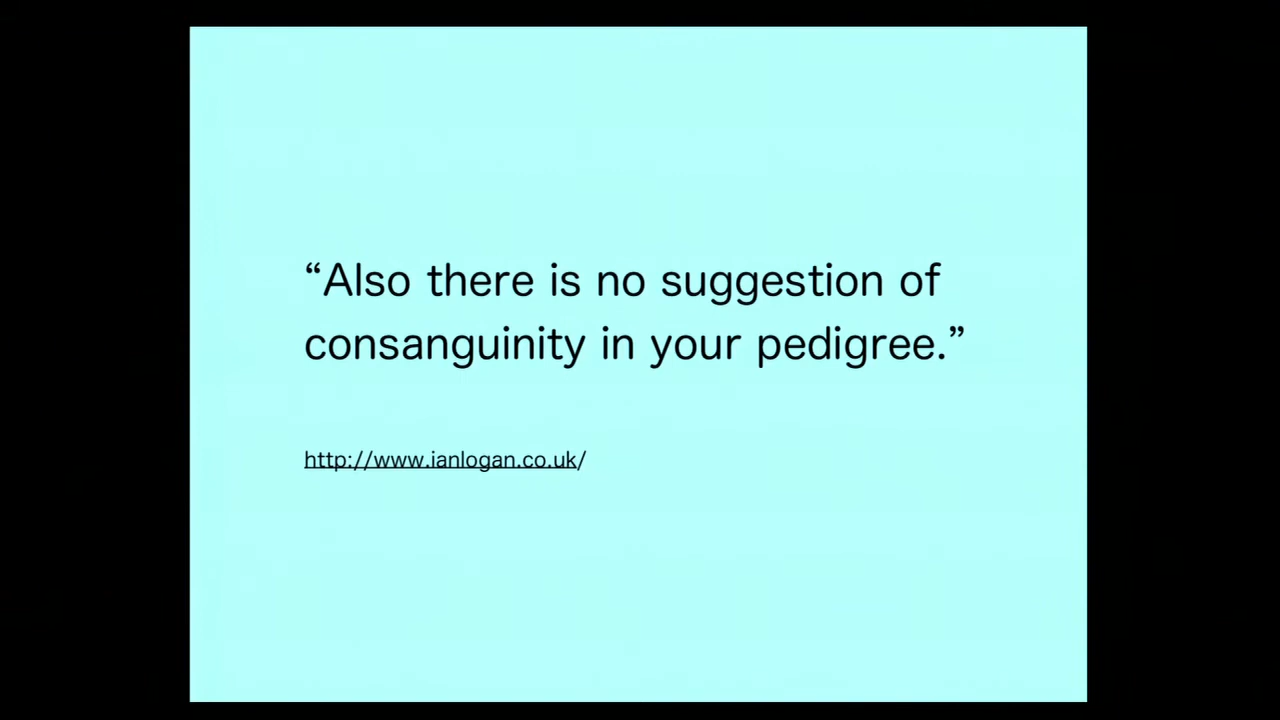 “Also there is no suggestion of
consanguinity in your pedigree.”
http://www.ianlogan.co.uk/